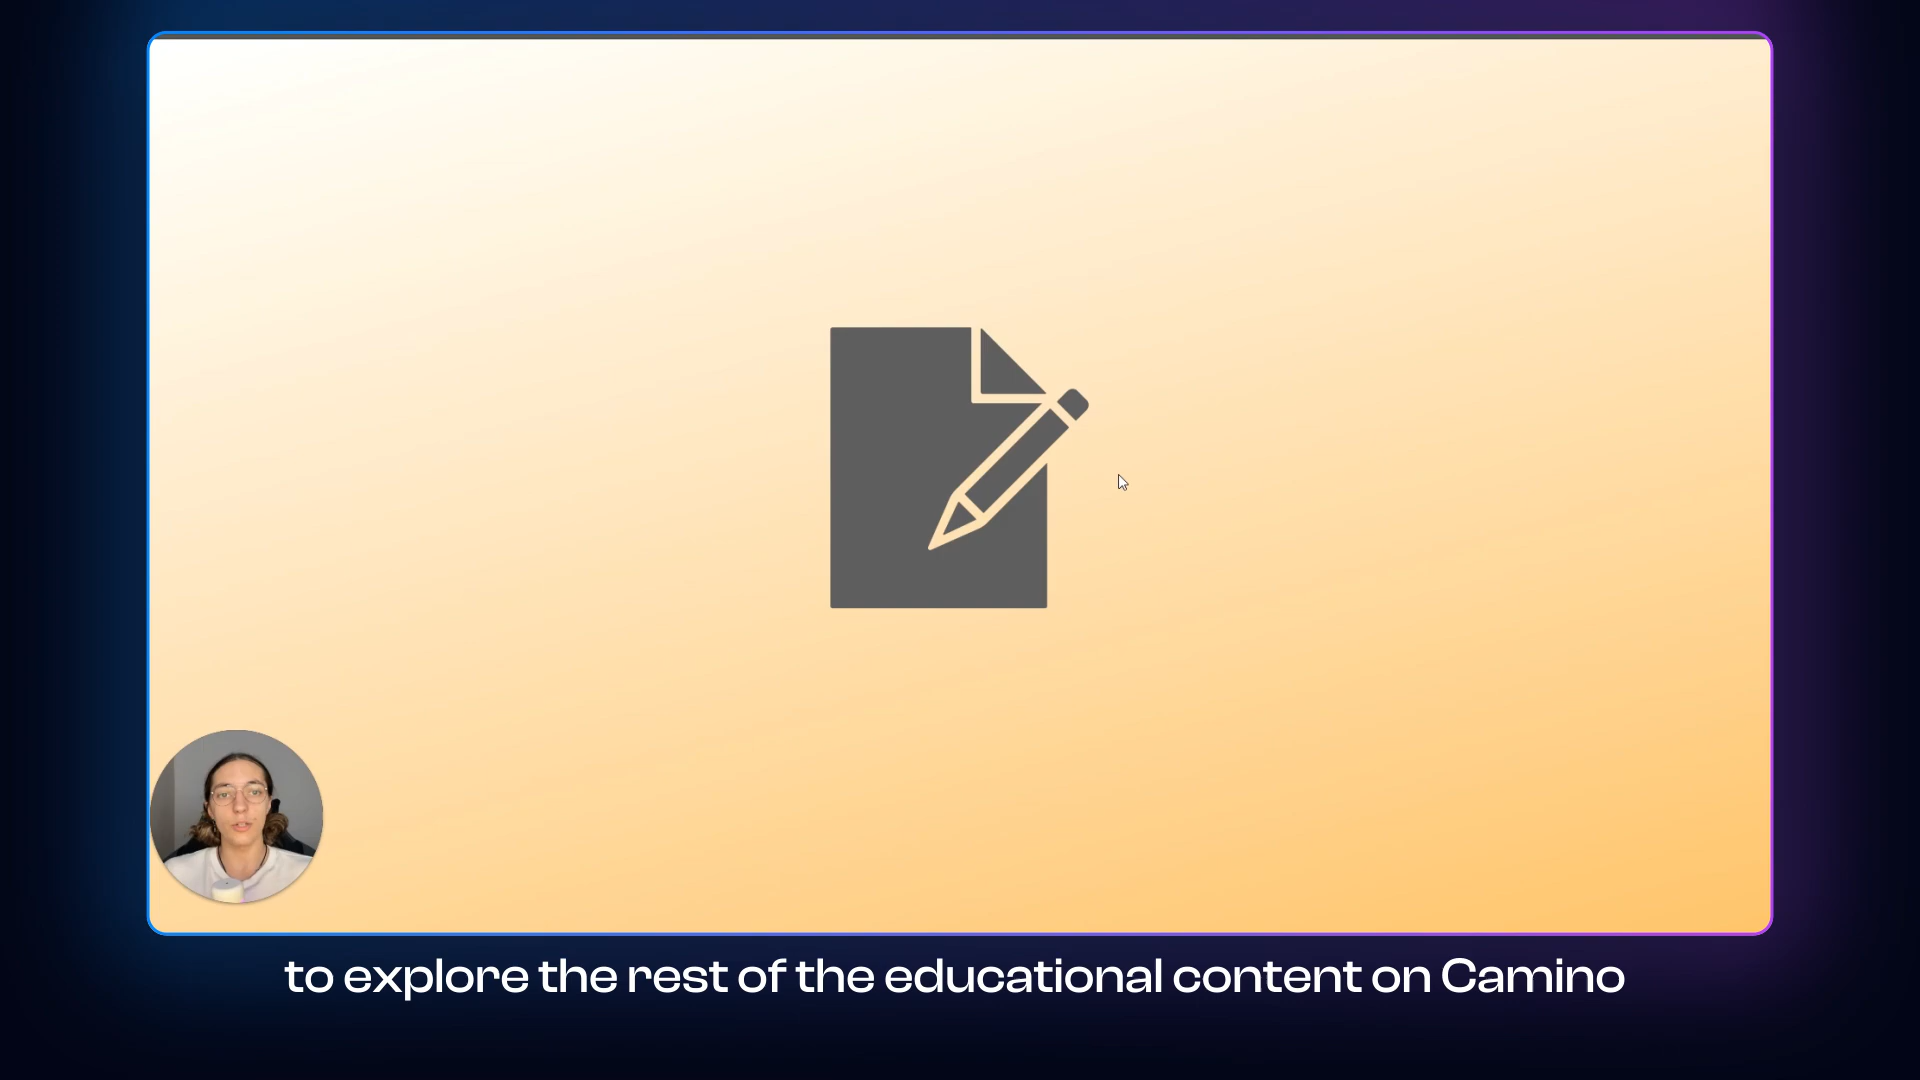 to explore the rest of the educational content on Camino